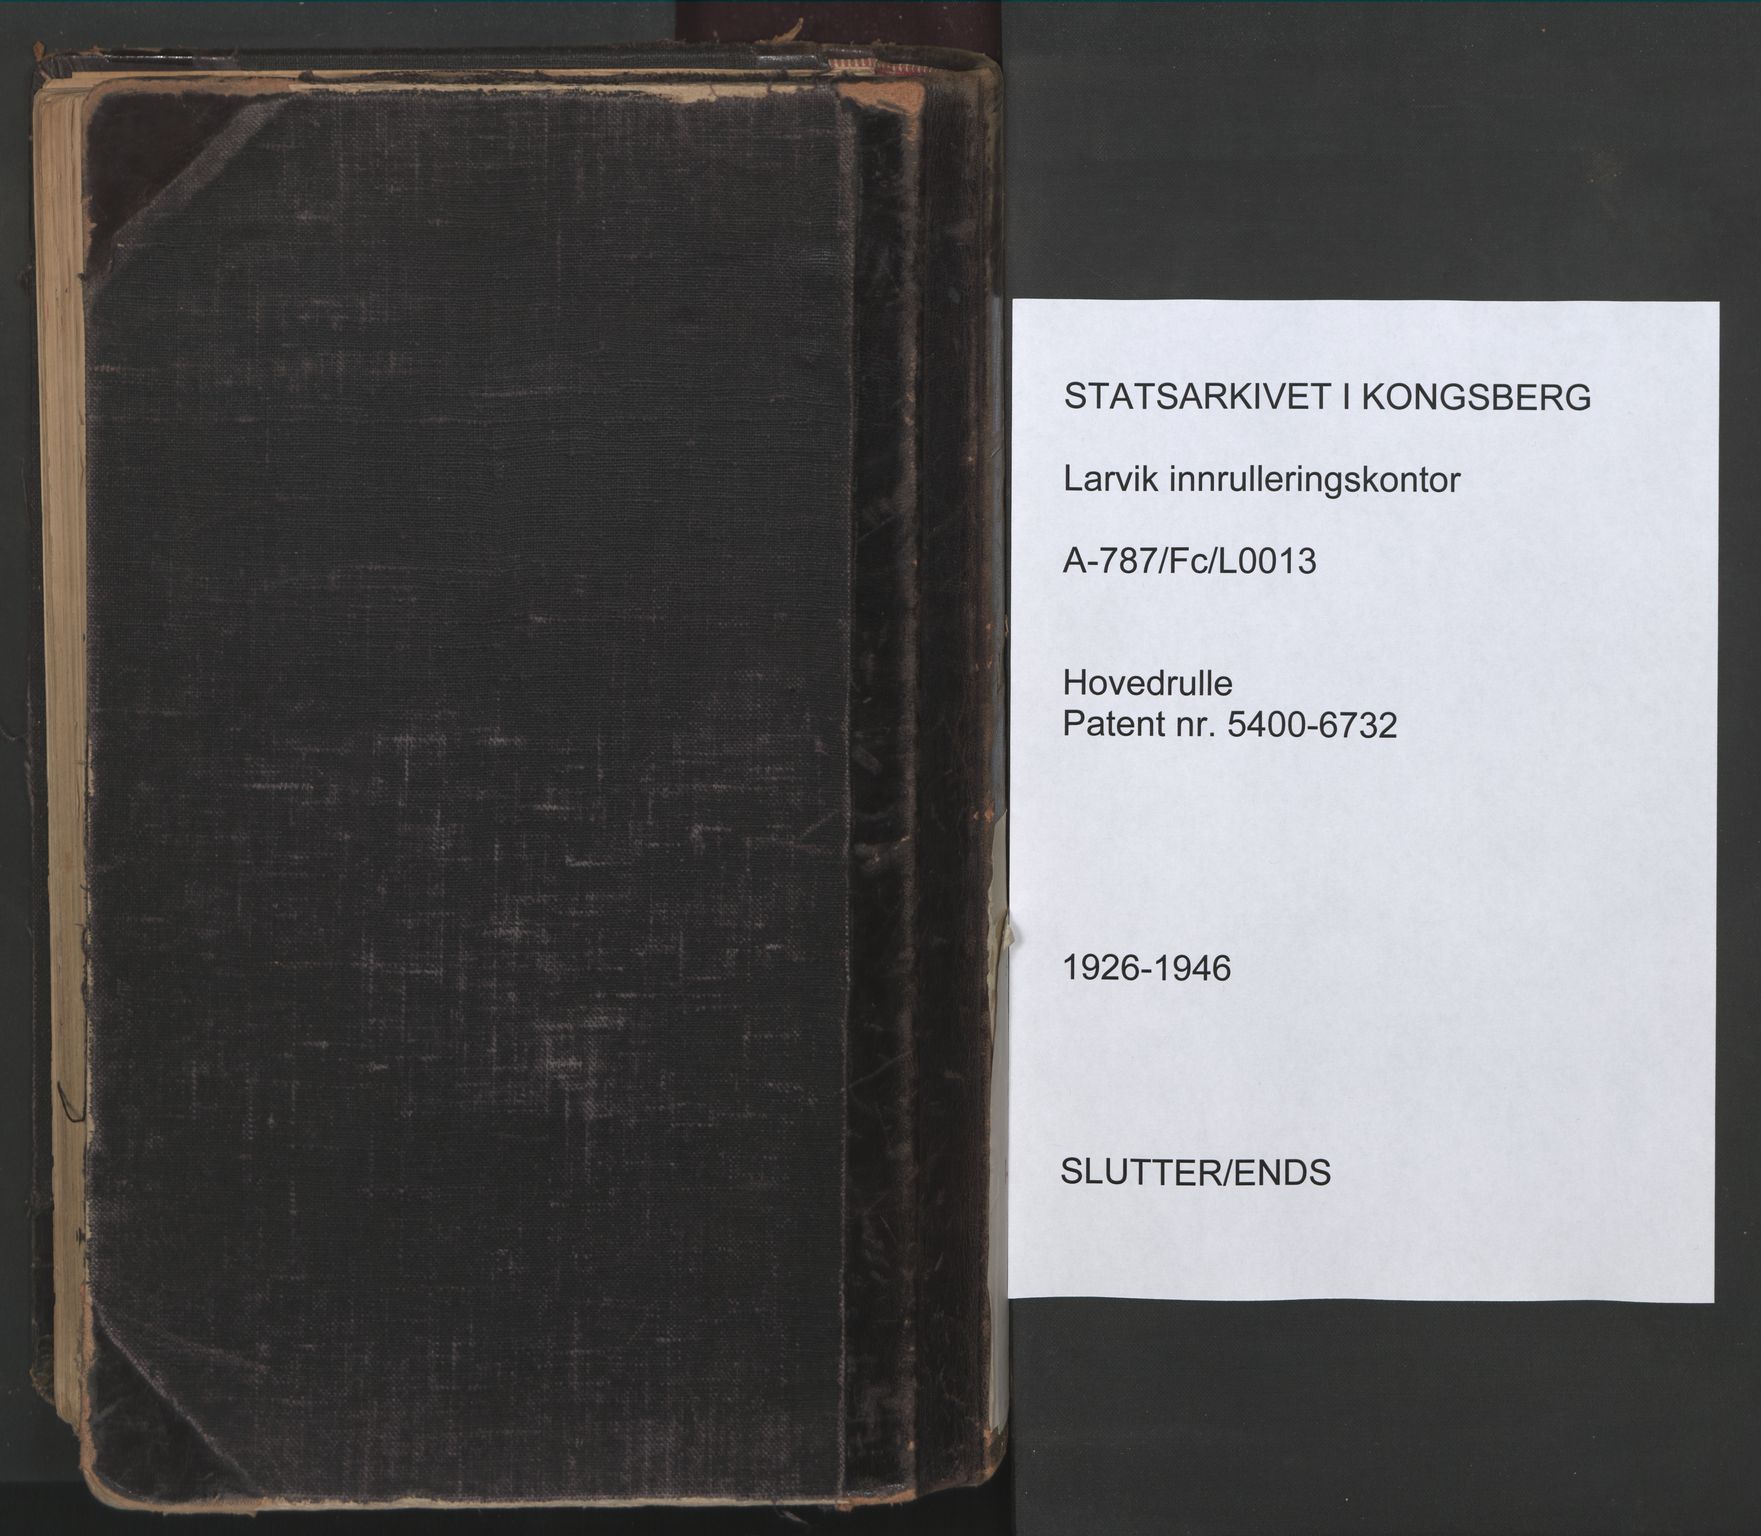 STATSARKIVET I KONGSBERG
Larvik innrulleringskontor
A-787/Fc/L0013
Hovedrulle
Patent nr. 5400-6732
1926-1946
SLUTTER/ENDS